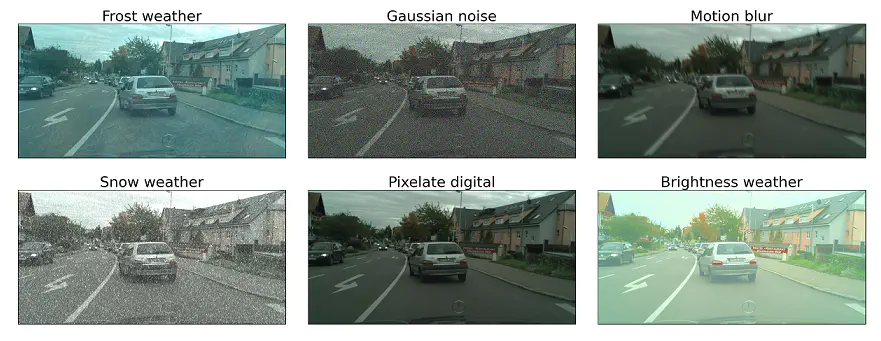 Frost weather
Gaussian noise
Motion blur
Snow weather
Pixelate digital
Brightness weather